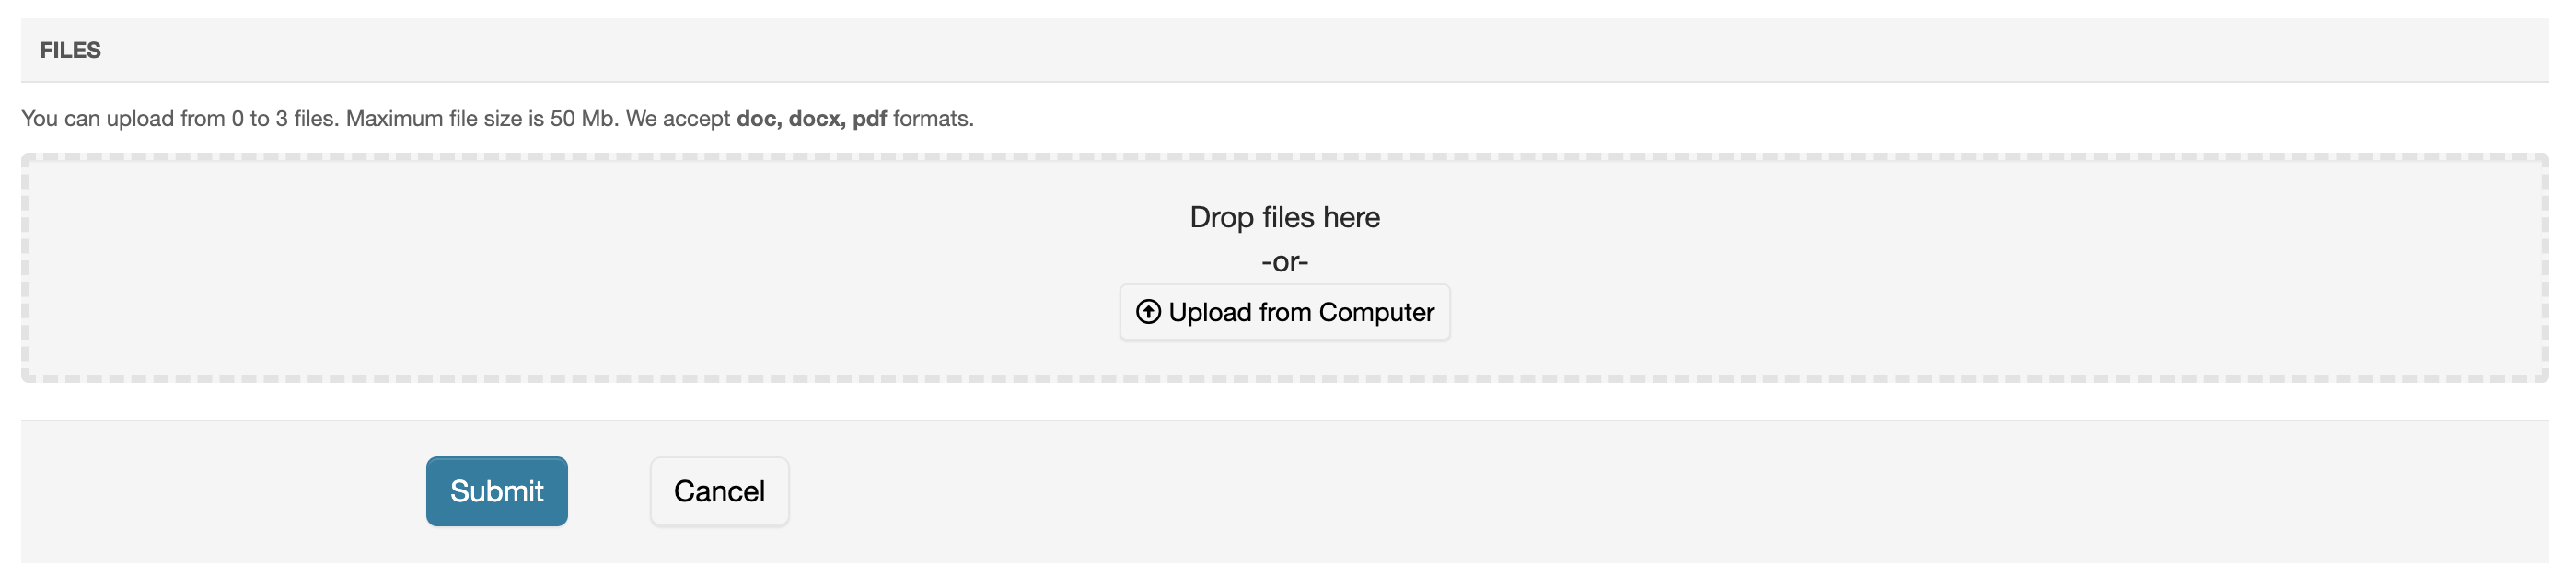 FILES
You can upload from 0 to 3 files. Maximum file size is 50 Mb. We accept doc, docx, pdf formats.
Drop files here
-or-
Upload from Computer
Submit
Cancel